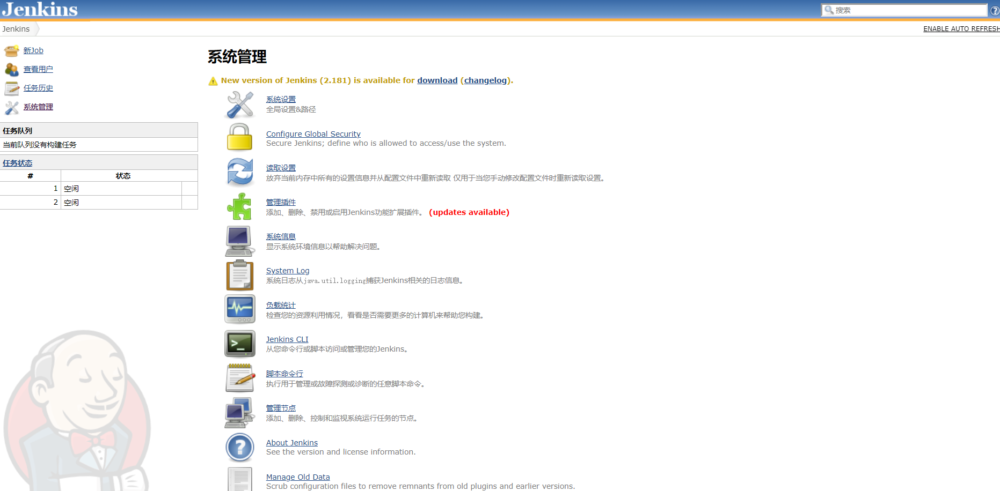 Jenkins
搜索
Jenkins
ENABLE AUTO REFRESH
新Job
查看用户
任务历史
系统管理
任务队列
当前队列没有构建任务
任务状态
# 状态
1 空闲
2 空闲
系统管理
New version of Jenkins (2.181) is available for download (changelog).
系统设置
全局设置&路径
Configure Global Security
Secure Jenkins; define who is allowed to access/use the system.
读取设置
放弃当前内存中所有的设置信息并从配置文件中重新读取 仅用于当您手动修改配置文件时重新读取设置。
管理插件
添加、删除、禁用或启用Jenkins功能扩展插件。 (updates available)
系统信息
显示系统环境信息以帮助解决问题。
System Log
系统日志从java.util.logging捕获Jenkins相关的日志信息。
负载统计
检查您的资源利用情况，看看是否需要更多的计算机来帮助您构建。
Jenkins CLI
从您命令行或脚本访问或管理您的Jenkins。
脚本命令行
执行用于管理或故障探测或诊断的任意脚本命令。
管理节点
添加、删除、控制和监视系统运行任务的节点。
About Jenkins
See the version and license information.
Manage Old Data
Scrub configuration files to remove remnants from old plugins and earlier versions.